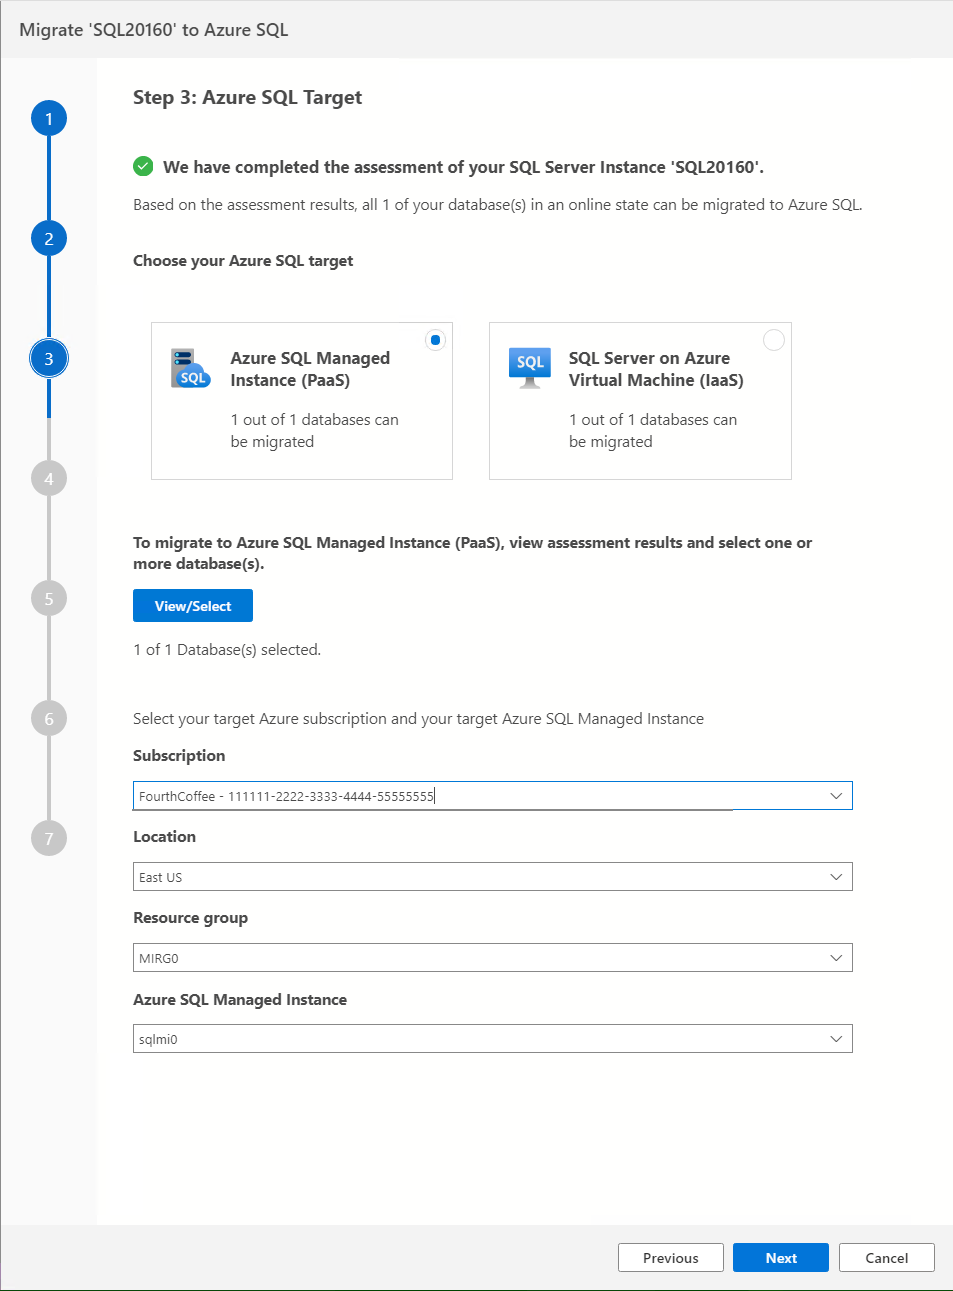 Migrate 'SQL20160' to Azure SQL
1
2
3
4
5
6
7
Step 3: Azure SQL Target
We have completed the assessment of your SQL Server Instance 'SQL20160'.
Based on the assessment results, all 1 of your database(s) in an online state can be migrated to Azure SQL.
Choose your Azure SQL target
SQL
Azure SQL Managed
Instance (PaaS)
1 out of 1 databases can
be migrated
SQL
SQL Server on Azure
Virtual Machine (IaaS)
1 out of 1 databases can
be migrated
To migrate to Azure SQL Managed Instance (PaaS), view assessment results and select one or
more database(s).
View/Select
1 of 1 Database(s) selected.
Select your target Azure subscription and your target Azure SQL Managed Instance
Subscription
FourthCoffee - 111111-2222-3333-4444-55555555
Location
East US
Resource group
MIRG0
Azure SQL Managed Instance
sqlmi0
Previous
Next
Cancel